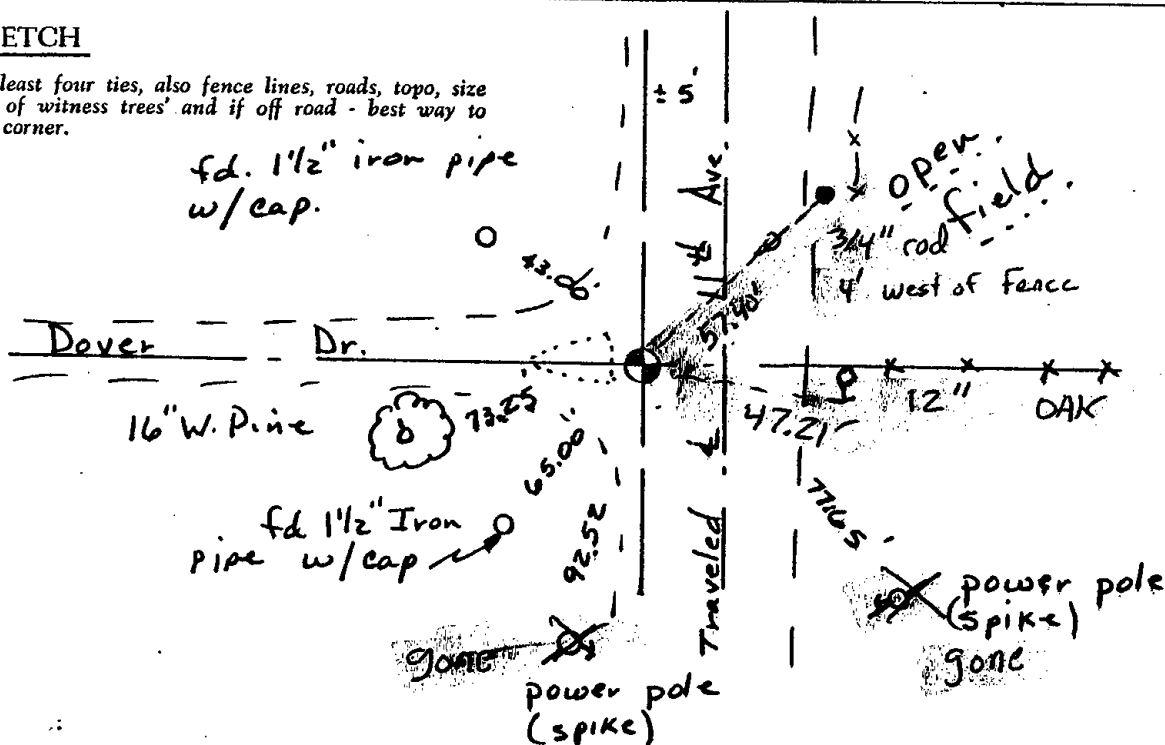 ETCH
least four ties, also fence lines, roads, topo, size
of witness trees' and if off road - best way to
corner.
± 5'
fd. 1½" iron pipe
w/cap.
Traveled ℄ 11th Ave.
open
field.
3/4" rod
4' west of Fence
57.40'
Dover Dr.
16" W. Pine
73.25
65.00'
47.21
12" OAK
fd 1½" Iron
pipe w/cap
92.52
77.65
power pole
(spike)
gone
gone
power pole
(spike)